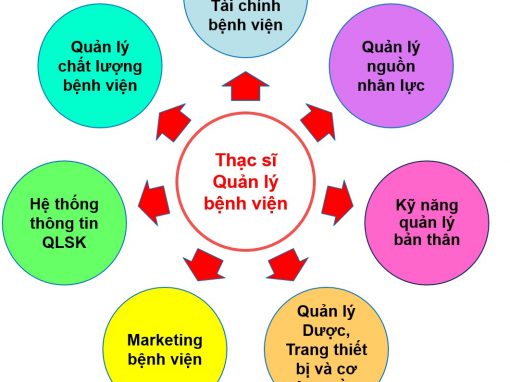 Tài chính
bệnh viện
Quản lý
nguồn
nhân lực
Kỹ năng
quản lý
bản thân
Quản lý
Dược,
Trang thiết
bị và cơ
Marketing
bệnh viện
Hệ thống
thông tin
QLSK
Quản lý
chất lượng
bệnh viện
Thạc sĩ
Quản lý
bệnh viện